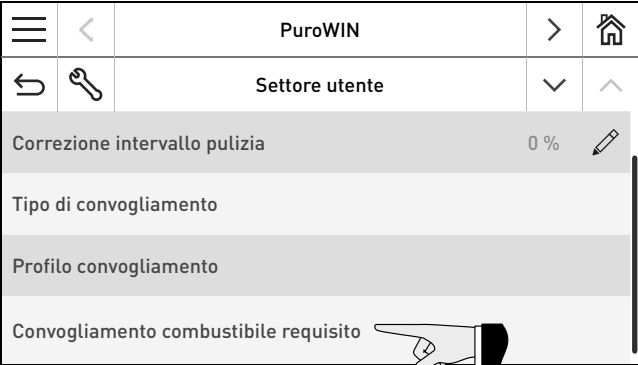 PuroWIN
Settore utente
Correzione intervallo pulizia 0 %
Tipo di convogliamento
Profilo convogliamento
Convogliamento combustibile requisito